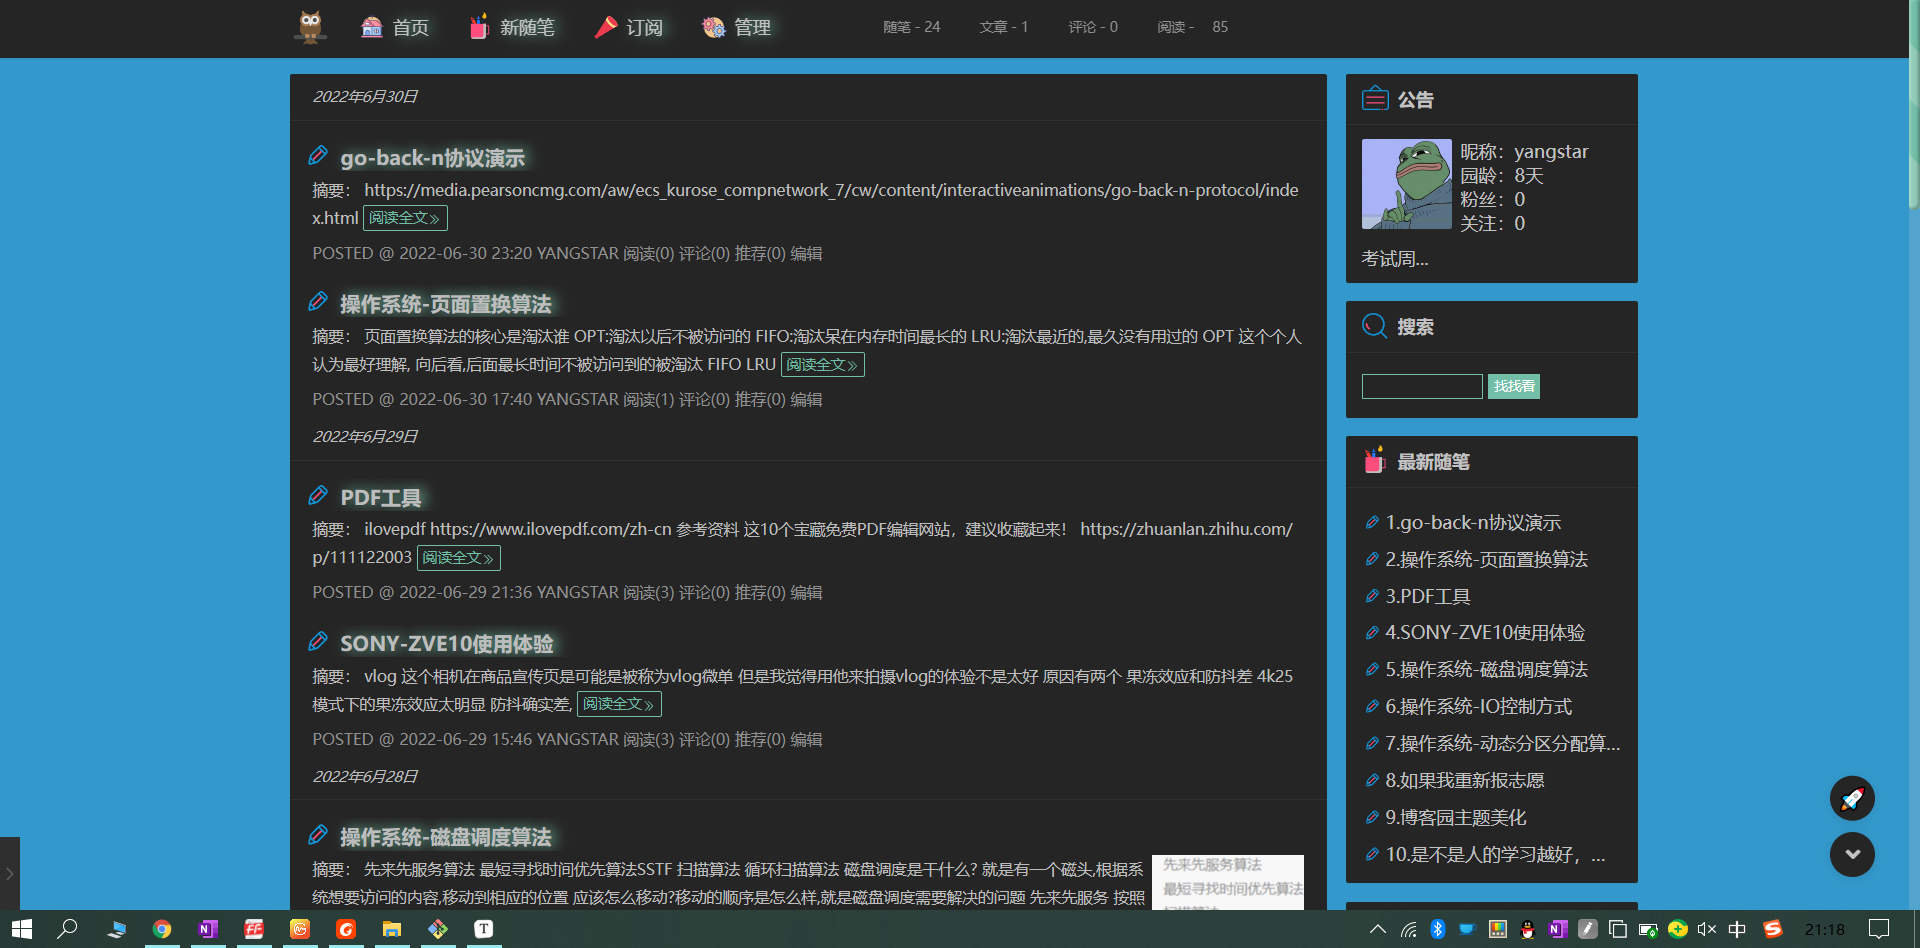 首页 新随笔 订阅 管理 随笔 - 24 文章 - 1 评论 - 0 阅读 - 85
2022年6月30日
go-back-n协议演示
摘要： https://media.pearsoncmg.com/aw/ecs_kurose_compnetwork_7/cw/content/interactiveanimations/go-back-n-protocol/inde
x.html 阅读全文»
POSTED @ 2022-06-30 23:20 YANGSTAR 阅读(0) 评论(0) 推荐(0) 编辑
操作系统-页面置换算法
摘要： 页面置换算法的核心是淘汰谁 OPT:淘汰以后不被访问的 FIFO:淘汰呆在内存时间最长的 LRU:淘汰最近的,最久没有用过的 OPT 这个个人
认为最好理解, 向后看,后面最长时间不被访问到的被淘汰 FIFO LRU 阅读全文»
POSTED @ 2022-06-30 17:40 YANGSTAR 阅读(1) 评论(0) 推荐(0) 编辑
2022年6月29日
PDF工具
摘要： ilovepdf https://www.ilovepdf.com/zh-cn 参考资料 这10个宝藏免费PDF编辑网站，建议收藏起来！ https://zhuanlan.zhihu.com/
p/111122003 阅读全文»
POSTED @ 2022-06-29 21:36 YANGSTAR 阅读(3) 评论(0) 推荐(0) 编辑
SONY-ZVE10使用体验
摘要： vlog 这个相机在商品宣传页是可能是被称为vlog微单 但是我觉得用他来拍摄vlog的体验不是太好 原因有两个 果冻效应和防抖差 4k25
模式下的果冻效应太明显 防抖确实差, 阅读全文»
POSTED @ 2022-06-29 15:46 YANGSTAR 阅读(3) 评论(0) 推荐(0) 编辑
2022年6月28日
操作系统-磁盘调度算法
摘要： 先来先服务算法 最短寻找时间优先算法SSTF 扫描算法 循环扫描算法 磁盘调度是干什么? 就是有一个磁头,根据系
统想要访问的内容,移动到相应的位置 应该怎么移动?移动的顺序是怎么样,就是磁盘调度需要解决的问题 先来先服务 按照
先来先服务算法
最短寻找时间优先算法
公告
昵称：yangstar
园龄：8天
粉丝：0
关注：0
考试周...
搜索
找找看
最新随笔
1.go-back-n协议演示
2.操作系统-页面置换算法
3.PDF工具
4.SONY-ZVE10使用体验
5.操作系统-磁盘调度算法
6.操作系统-IO控制方式
7.操作系统-动态分区分配算...
8.如果我重新报志愿
9.博客园主题美化
10.是不是人的学习越好，...
中 21:18